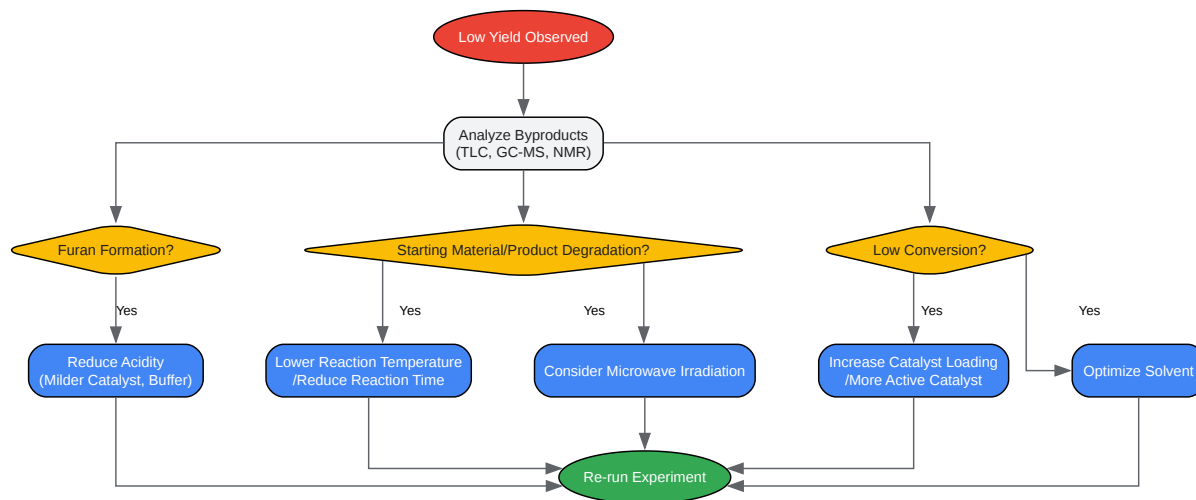 Low Yield Observed
Analyze Byproducts
(TLC, GC-MS, NMR)
Furan Formation?
Starting Material/Product Degradation?
Low Conversion?
Yes
Yes
Yes
Yes
Yes
Reduce Acidity
(Milder Catalyst, Buffer)
Lower Reaction Temperature
/Reduce Reaction Time
Consider Microwave Irradiation
Increase Catalyst Loading
/More Active Catalyst
Optimize Solvent
Re-run Experiment